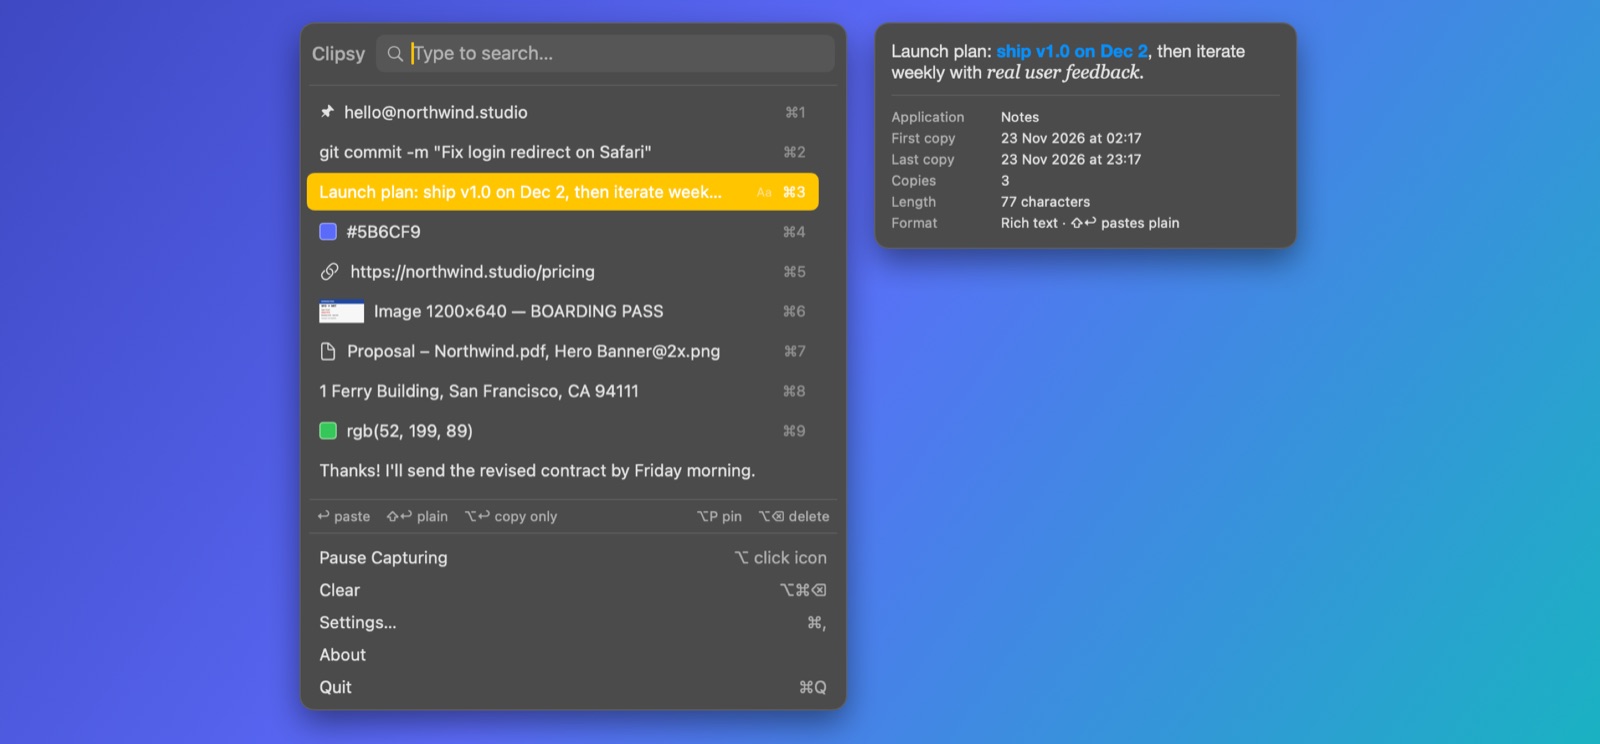 Clipsy Type to search...
hello@northwind.studio ⌘1
git commit -m "Fix login redirect on Safari" ⌘2
Launch plan: ship v1.0 on Dec 2, then iterate week... Aa ⌘3
#5B6CF9 ⌘4
https://northwind.studio/pricing ⌘5
Image 1200×640 — BOARDING PASS ⌘6
Proposal – Northwind.pdf, Hero Banner@2x.png ⌘7
1 Ferry Building, San Francisco, CA 94111 ⌘8
rgb(52, 199, 89) ⌘9
Thanks! I'll send the revised contract by Friday morning.
↩ paste ⇧↩ plain ⌥↩ copy only ⌥P pin ⌥⌫ delete
Pause Capturing ⌥ click icon
Clear ⌥⌘⌫
Settings... ⌘,
About
Quit ⌘Q
Launch plan: ship v1.0 on Dec 2, then iterate
weekly with real user feedback.
Application Notes
First copy 23 Nov 2026 at 02:17
Last copy 23 Nov 2026 at 23:17
Copies 3
Length 77 characters
Format Rich text · ⇧↩ pastes plain